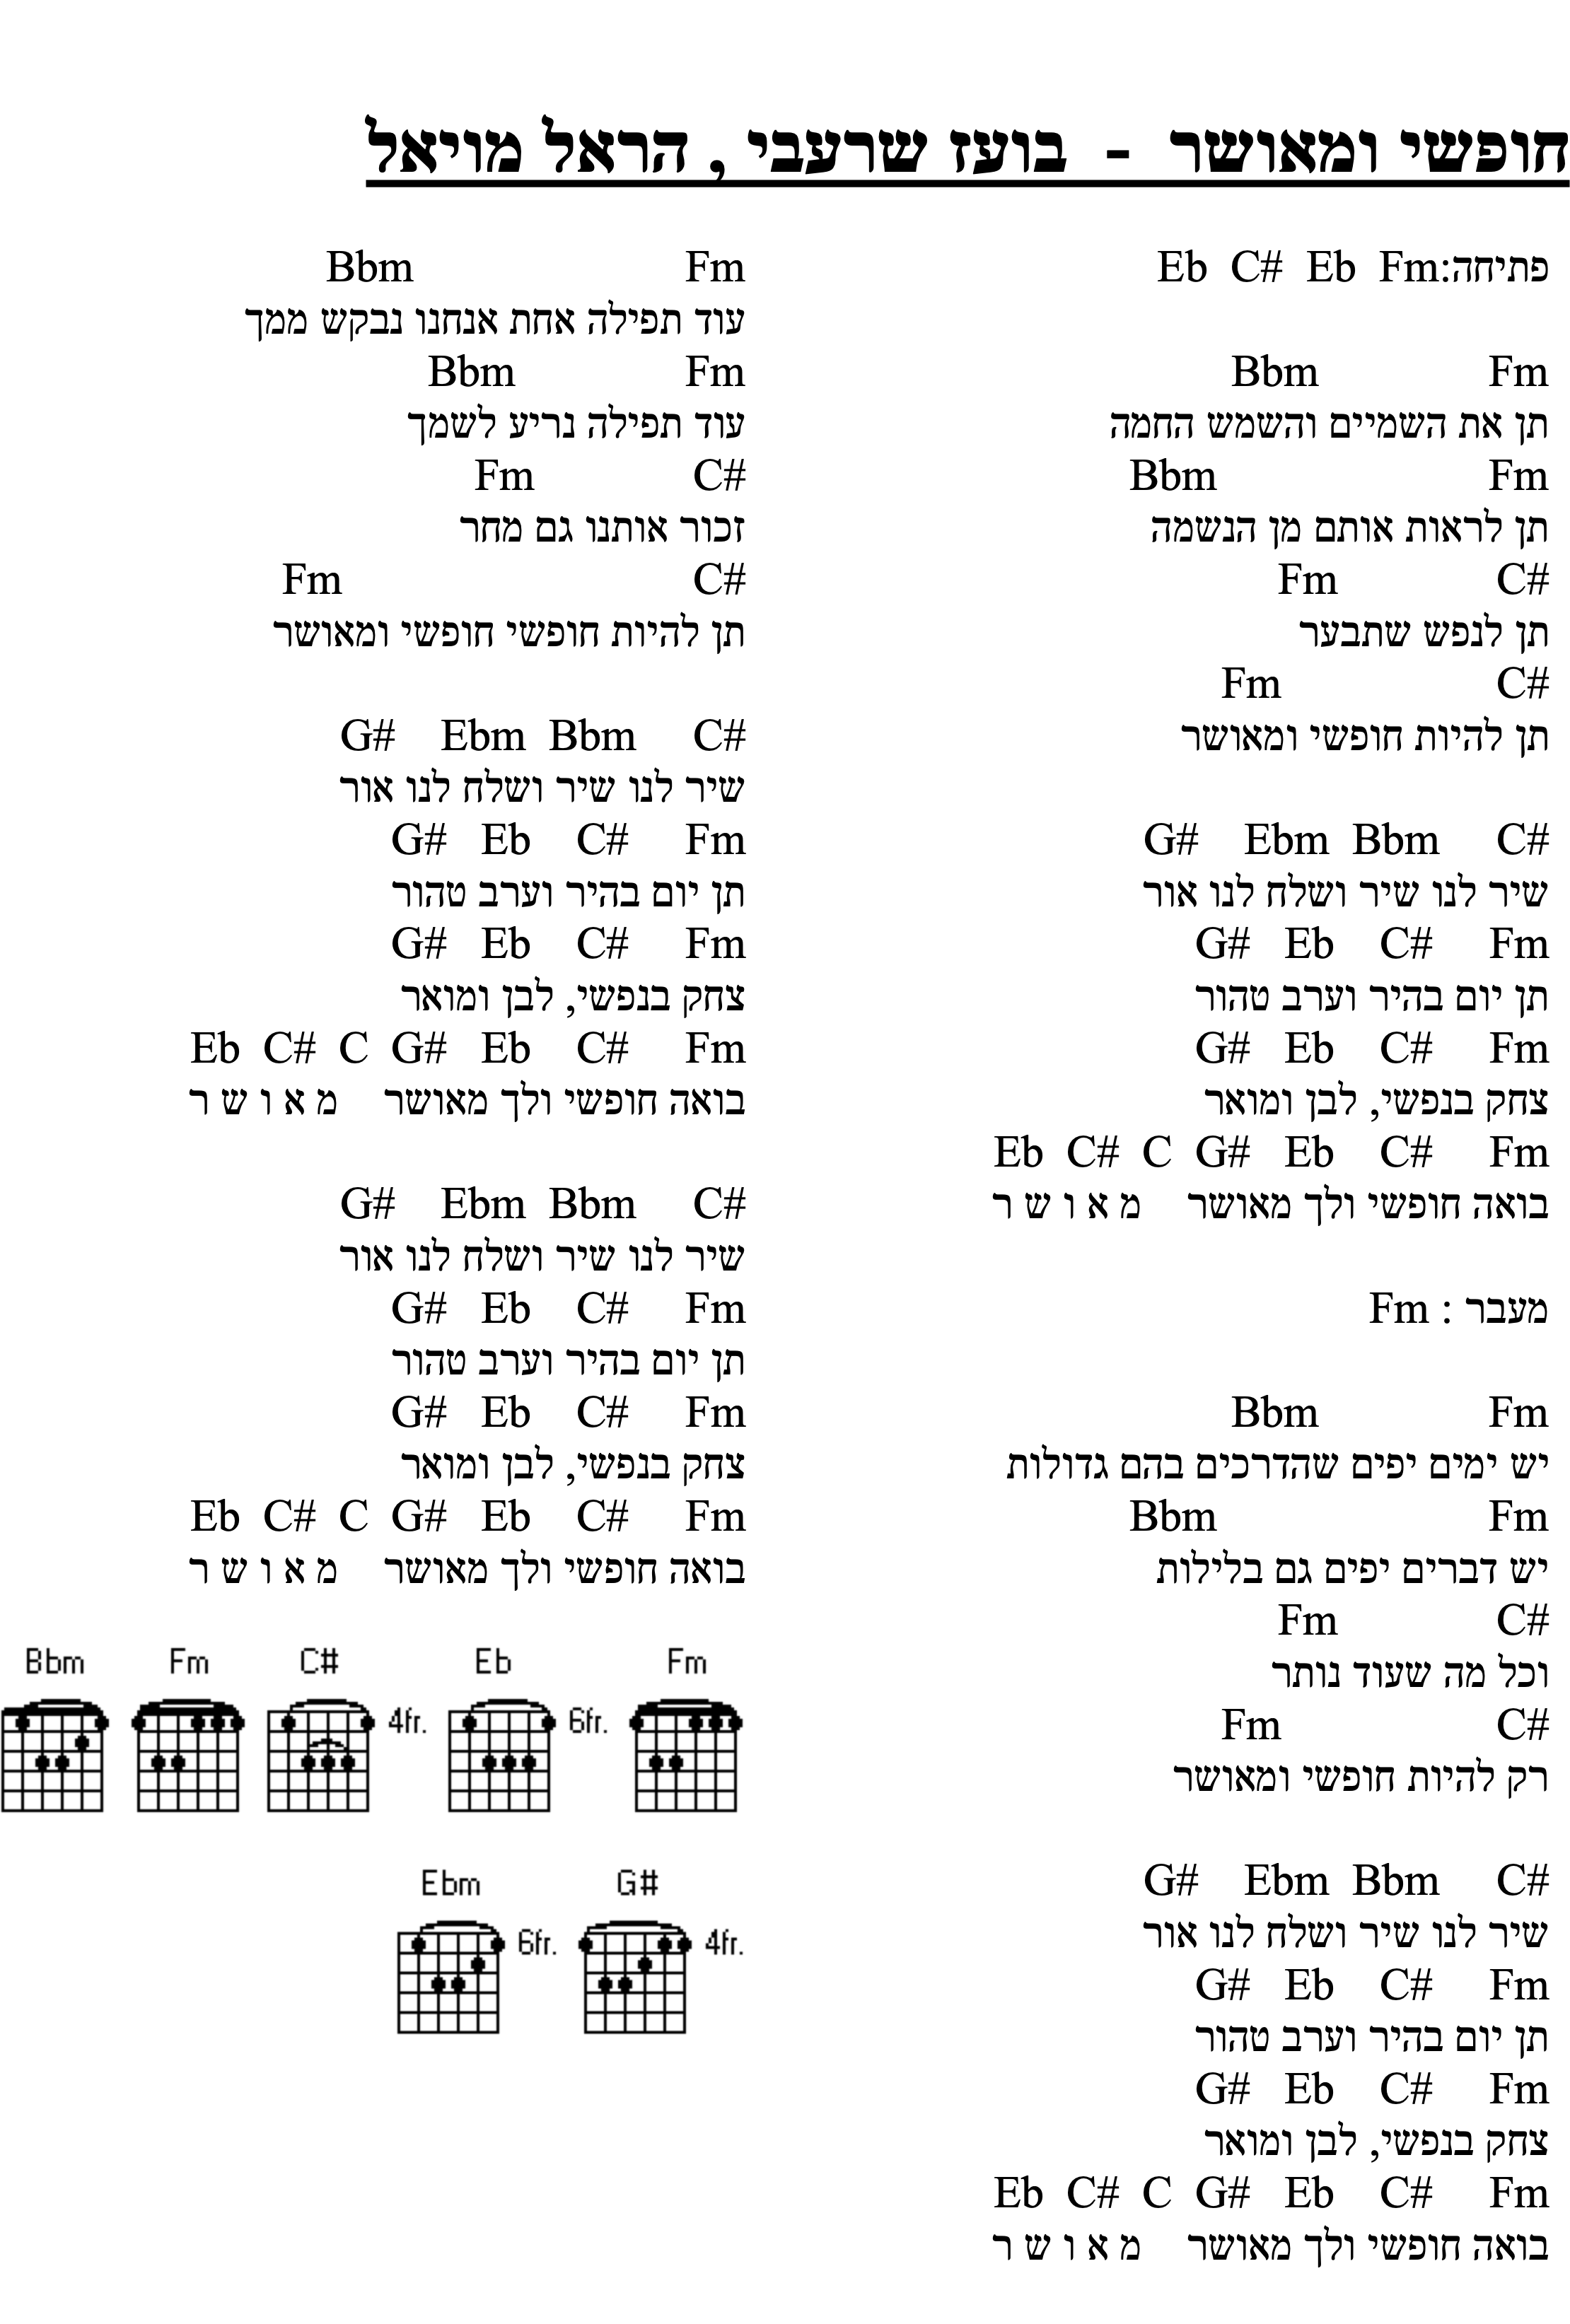 חופשי ומאושר - בועז שרעבי , הראל מויאל
פתיחה:Eb C# Eb Fm
Bbm Fm
תן את השמיים והשמש החמה
Bbm Fm
תן לראות אותם מן הנשמה
Fm C#
תן לנפש שתבער
Fm C#
תן להיות חופשי ומאושר
G# Ebm Bbm C#
שיר לנו שיר ושלח לנו אור
G# Eb C# Fm
תן יום בהיר וערב טהור
G# Eb C# Fm
צחק בנפשי, לבן ומואר
Eb C# C G# Eb C# Fm
בואה חופשי ולך מאושר מ א ו ש ר
מעבר : Fm
Bbm Fm
יש ימים יפים שהדרכים בהם גדולות
Bbm Fm
יש דברים יפים גם בלילות
Fm C#
וכל מה שעוד נותר
Fm C#
רק להיות חופשי ומאושר
G# Ebm Bbm C#
שיר לנו שיר ושלח לנו אור
G# Eb C# Fm
תן יום בהיר וערב טהור
G# Eb C# Fm
צחק בנפשי, לבן ומואר
Eb C# C G# Eb C# Fm
בואה חופשי ולך מאושר מ א ו ש ר
Bbm Fm
עוד תפילה אחת אנחנו נבקש ממך
Bbm Fm
עוד תפילה נריע לשמך
Fm C#
זכור אותנו גם מחר
Fm C#
תן להיות חופשי חופשי ומאושר
G# Ebm Bbm C#
שיר לנו שיר ושלח לנו אור
G# Eb C# Fm
תן יום בהיר וערב טהור
G# Eb C# Fm
צחק בנפשי, לבן ומואר
Eb C# C G# Eb C# Fm
בואה חופשי ולך מאושר מ א ו ש ר
G# Ebm Bbm C#
שיר לנו שיר ושלח לנו אור
G# Eb C# Fm
תן יום בהיר וערב טהור
G# Eb C# Fm
צחק בנפשי, לבן ומואר
Eb C# C G# Eb C# Fm
בואה חופשי ולך מאושר מ א ו ש ר
Bbm Fm C# Eb Fm
4fr. 6fr.
Ebm G#
6fr. 4fr.